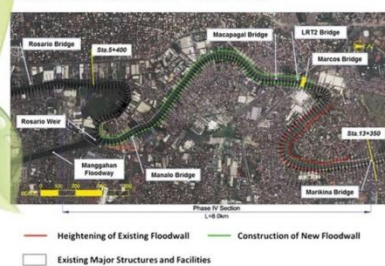 Rosario Bridge
Sta.5+400
Macapagal Bridge
LRT2 Bridge
Marcos Bridge
Rosario Weir
Sta.13+350
Manggahan
Floodway
Manalo Bridge
Marikina Bridge
Phase IV Section
L=8.0km
Heightening of Existing Floodwall
Construction of New Floodwall
Existing Major Structures and Facilities